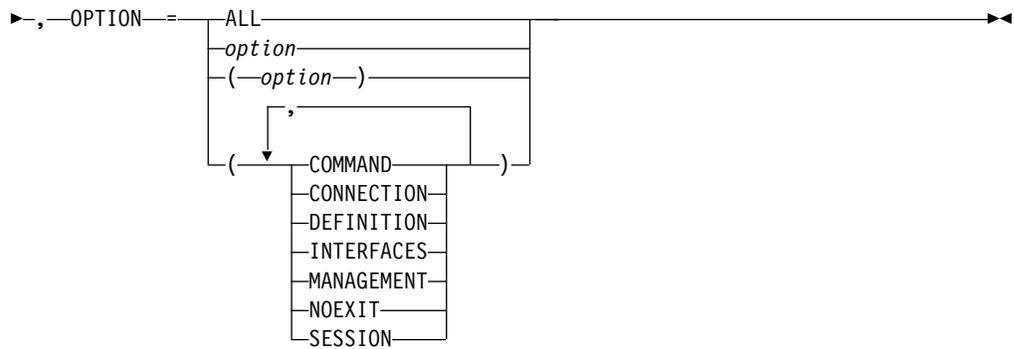 , OPTION = ALL
option
( option )
,
( COMMAND )
CONNECTION
DEFINITION
INTERFACES
MANAGEMENT
NOEXIT
SESSION